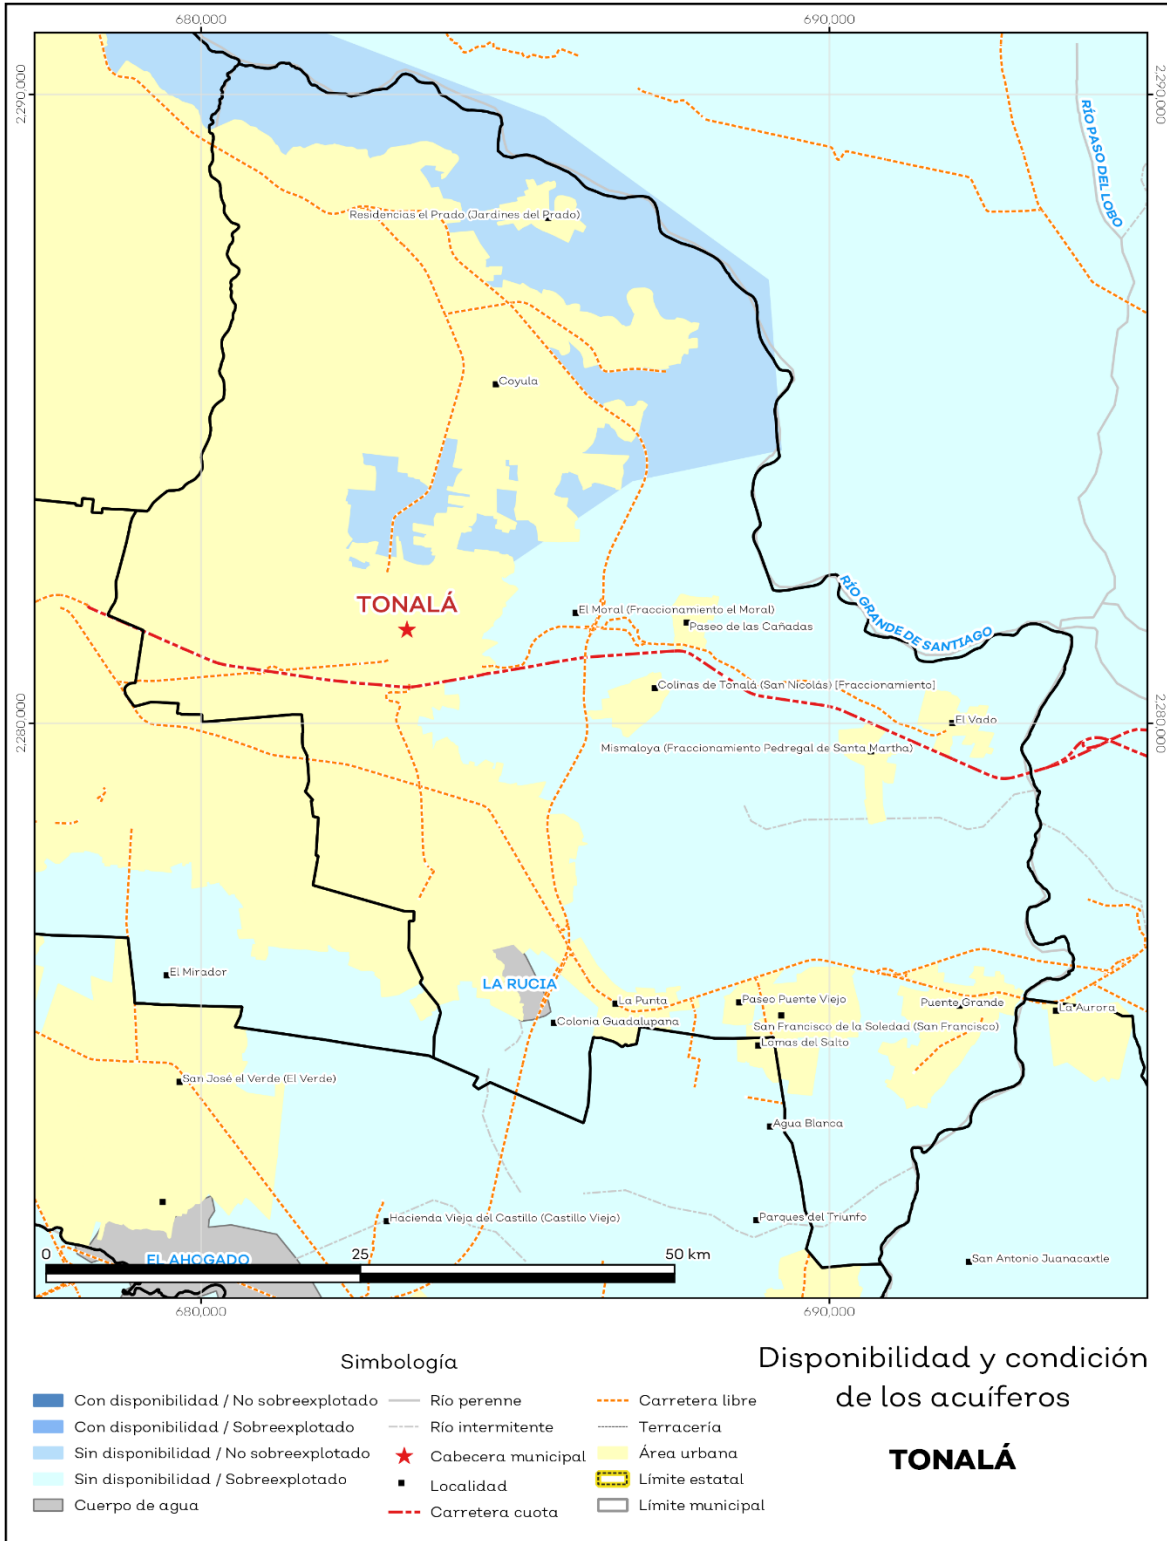 680,000
690,000
2290,000
2,290,000
RÍO PASO DEL LOBO
Residencias el Prado (Jardines del Prado)
Coyula
TONALÁ
El Moral (Fraccionamiento el Moral)
Paseo de las Cañadas
RÍO GRANDE DE SANTIAGO
Colinas de Tonalá (San Nicolás) [Fraccionamiento]
El Vado
2280,000
2,280,000
Mismaloya (Fraccionamiento Pedregal de Santa Martha)
El Mirador
LA RUCIA
La Punta
Paseo Puente Viejo
Puente Grande
La Aurora
Colonia Guadalupana
San Francisco de la Soledad (San Francisco)
Lomas del Salto
San José el Verde (El Verde)
Agua Blanca
Hacienda Vieja del Castillo (Castillo Viejo)
Parques del Triunfo
San Antonio Juanacaxtle
EL AHOGADO
0 25 50 km
680,000
690,000
Simbología
Con disponibilidad / No sobreexplotado
Con disponibilidad / Sobreexplotado
Sin disponibilidad / No sobreexplotado
Sin disponibilidad / Sobreexplotado
Cuerpo de agua
Río perenne
Río intermitente
Cabecera municipal
Localidad
Carretera cuota
Carretera libre
Terracería
Área urbana
Límite estatal
Límite municipal
Disponibilidad y condición
de los acuíferos
TONALÁ